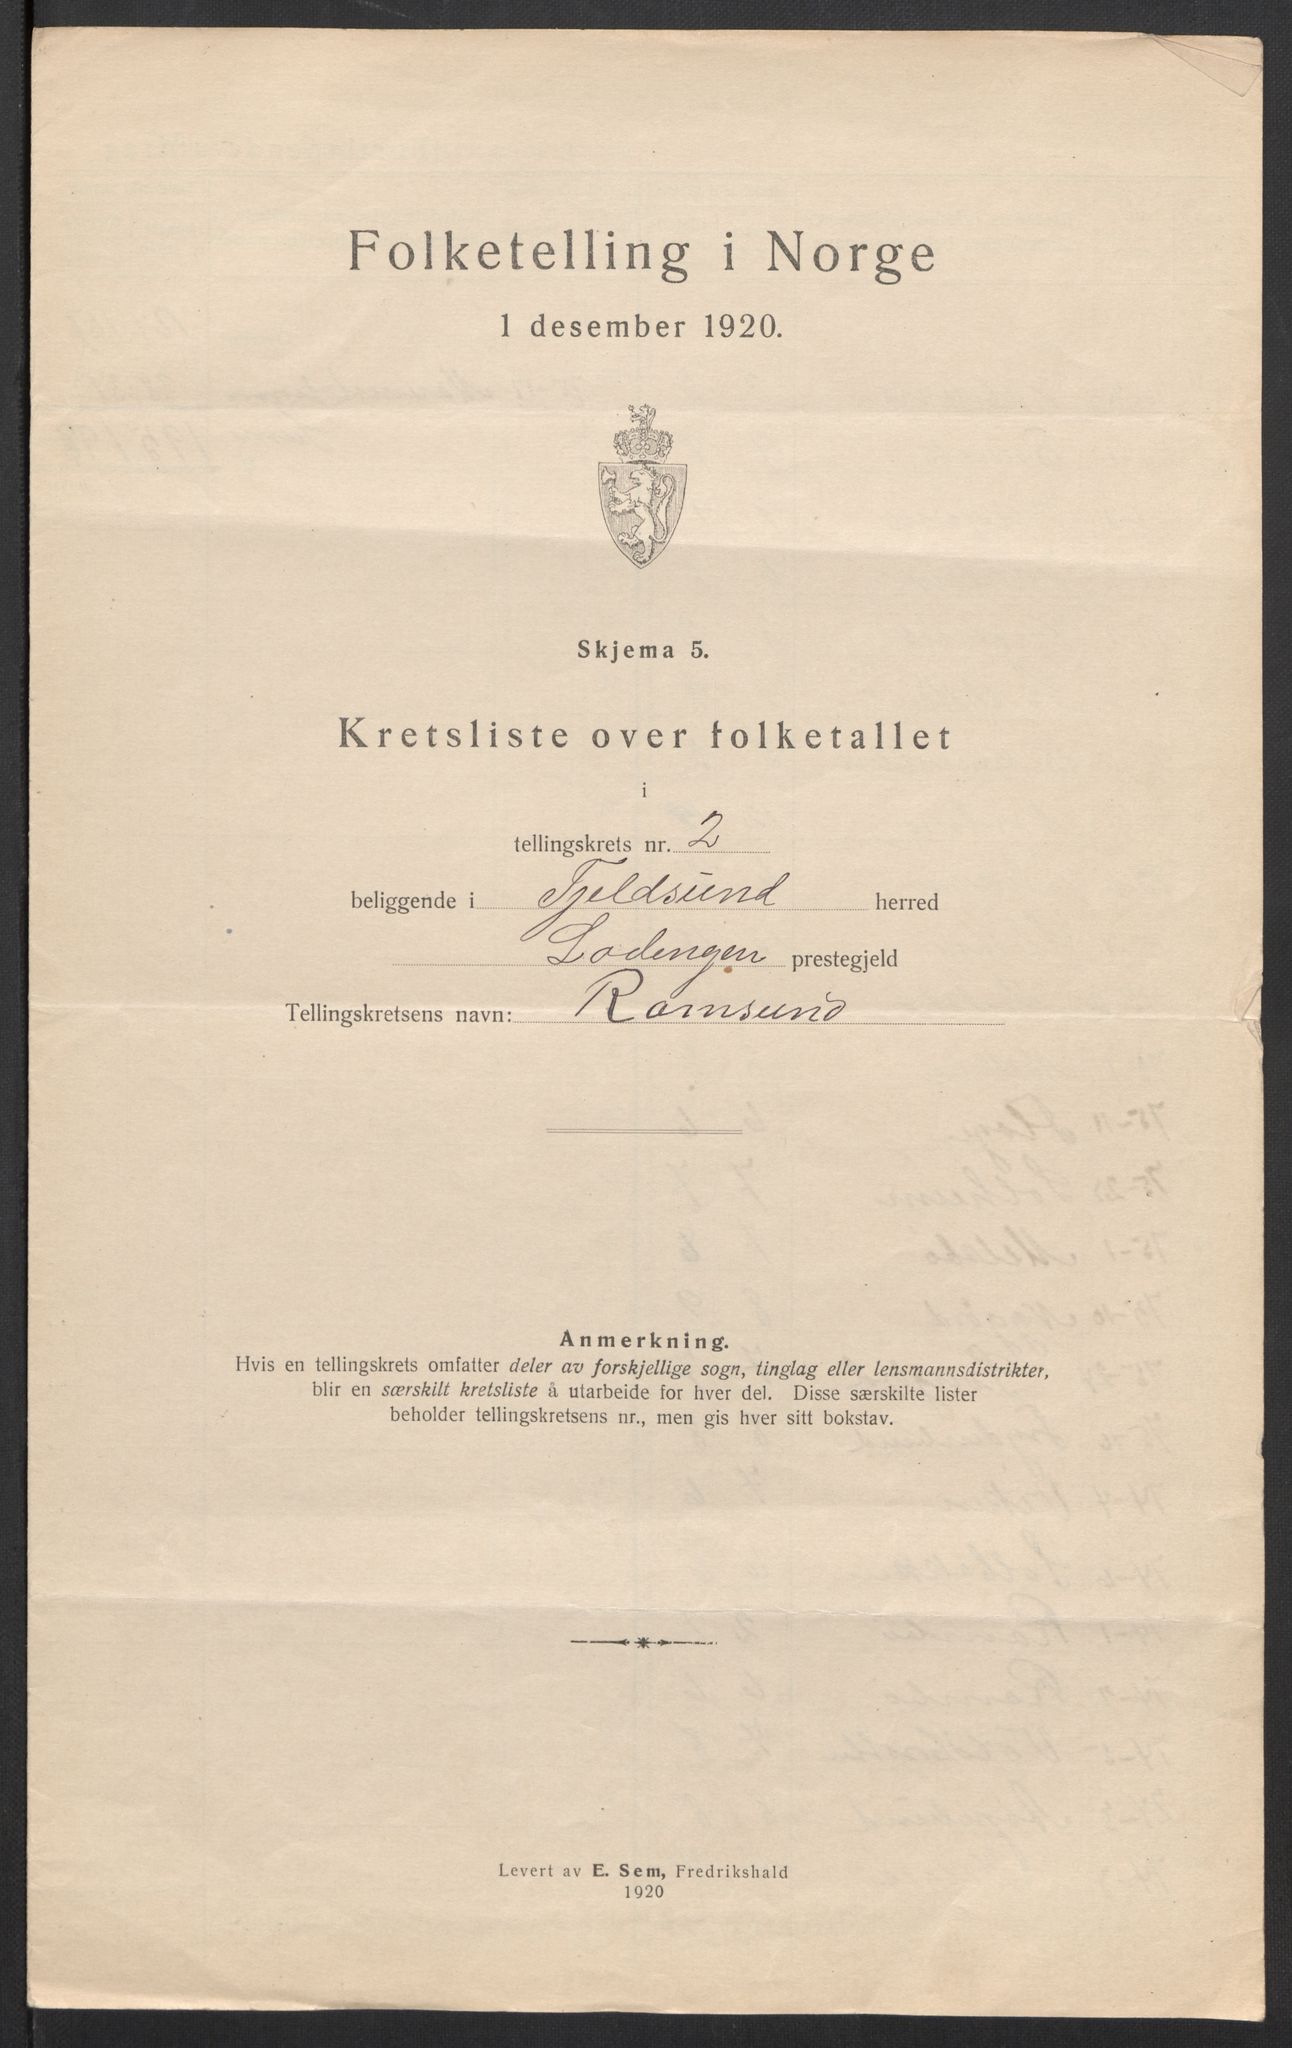 Folketelling i Norge
1 desember 1920.
Skjema 5.
Kretsliste over folketallet
i
tellingskrets nr. 2
beliggende i Fjeldsund herred
Lodengen prestegjeld
Tellingskretsens navn: Ramsund
Anmerkning.
Hvis en tellingskrets omfatter deler av forskjellige sogn, tinglag eller lensmannsdistrikter,
blir en særskilt kretsliste å utarbeide for hver del. Disse særskilte lister
beholder tellingskretsens nr., men gis hver sitt bokstav.
Levert av E. Sem, Fredrikshald
1920